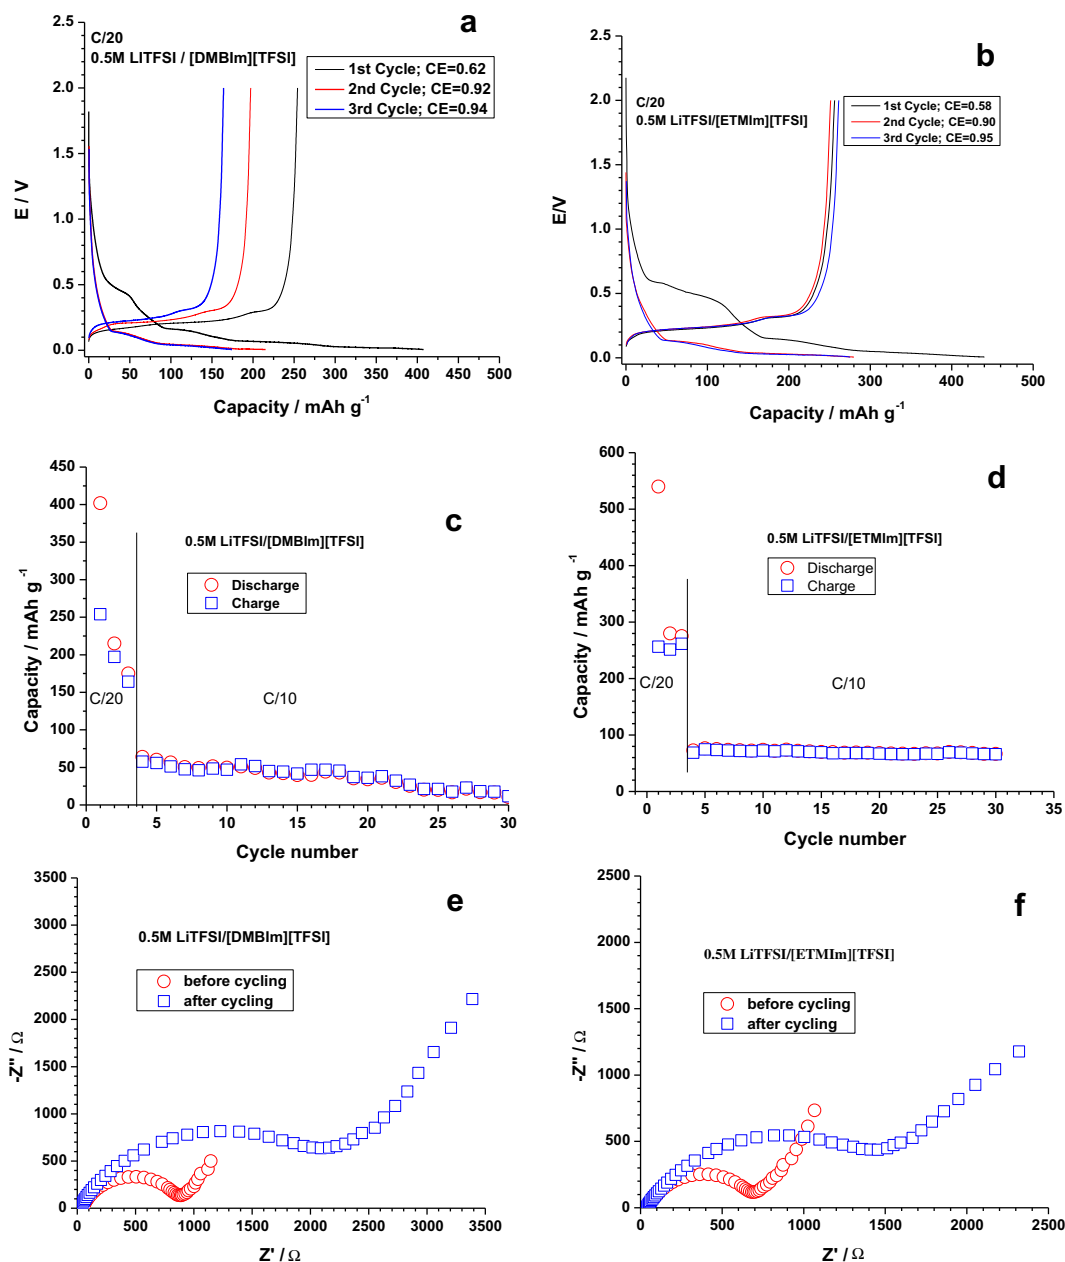 a
C/20
0.5M LITFSI / [DMBIm][TFSI]
1st Cycle; CE=0.62
2nd Cycle; CE=0.92
3rd Cycle; CE=0.94
2.5
2.0
1.5
1.0
0.5
0.0
E / V
0 50 100 150 200 250 300 350 400 450 500
Capacity / mAh g-1
b
C/20
0.5M LiTFSI/[ETMIm][TFSI]
1st Cycle; CE=0.58
2nd Cycle; CE=0.90
3rd Cycle; CE=0.95
2.5
2.0
1.5
1.0
0.5
0.0
E/V
0 100 200 300 400 500
Capacity / mAh g-1
c
0.5M LiTFSI/[DMBIm][TFSI]
Discharge
Charge
C/20
C/10
450
400
350
300
250
200
150
100
50
0
Capacity / mAh g-1
0 5 10 15 20 25 30
Cycle number
d
0.5M LiTFSI/[ETMIm][TFSI]
Discharge
Charge
C/20
C/10
600
500
400
300
200
100
0
Capacity / mAh g-1
0 5 10 15 20 25 30 35
Cycle number
e
0.5M LiTFSI/[DMBIm][TFSI]
before cycling
after cycling
3500
3000
2500
2000
1500
1000
500
0
-Z'' / Ω
0 500 1000 1500 2000 2500 3000 3500
Z' / Ω
f
0.5M LiTFSI/[ETMIm][TFSI]
before cycling
after cycling
2500
2000
1500
1000
500
0
-Z'' / Ω
0 500 1000 1500 2000 2500
Z' / Ω